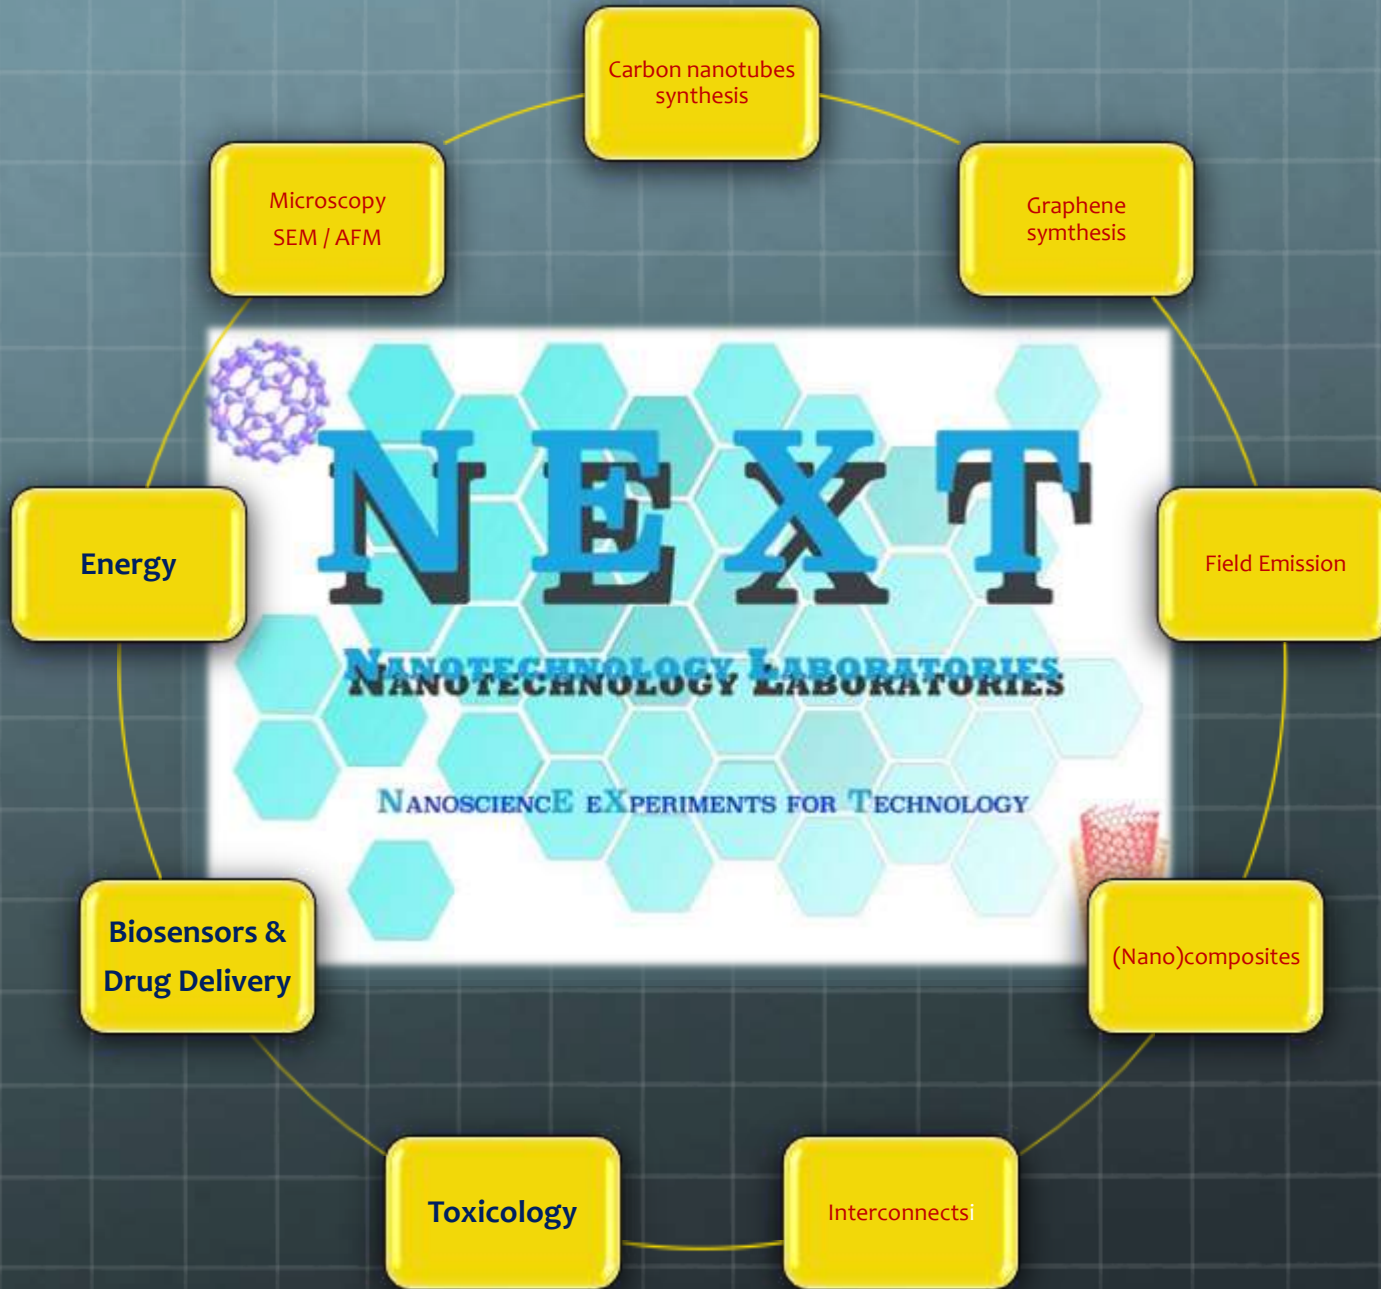 Carbon nanotubes
synthesis
Microscopy
SEM / AFM
Graphene
symthesis
NEXT
NANOTECHNOLOGY LABORATORIES
NANOSCIENCE EXPERIMENTS FOR TECHNOLOGY
Energy
Field Emission
Biosensors &
Drug Delivery
(Nano)composites
Toxicology
Interconnectsi